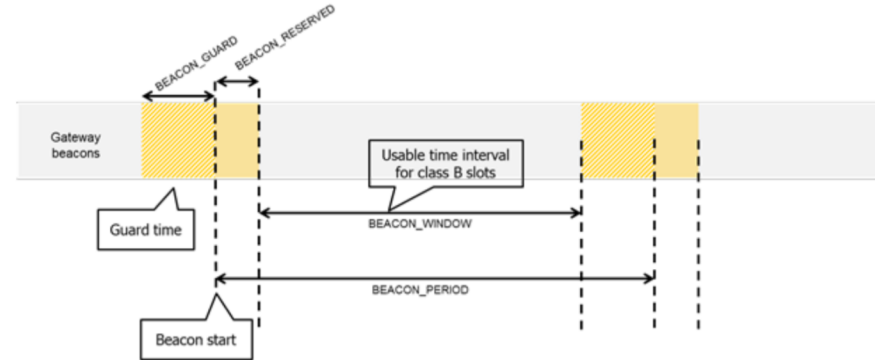 BEACON_GUARD
BEACON_RESERVED
Gateway
beacons
Usable time interval
for class B slots
Guard time
BEACON_WINDOW
BEACON_PERIOD
Beacon start